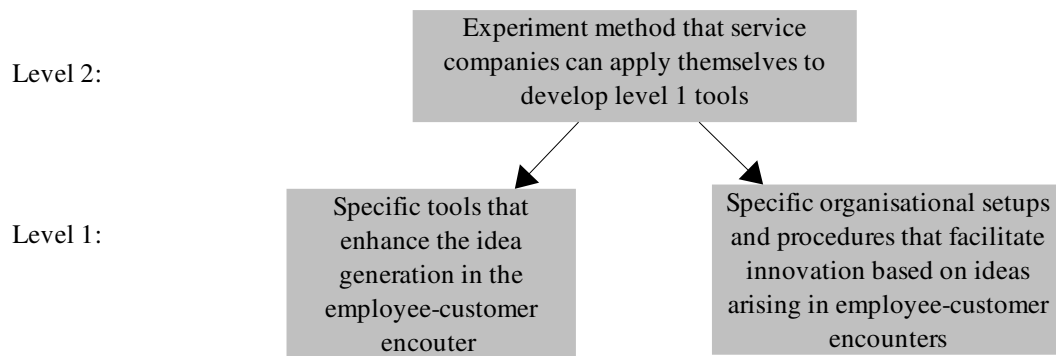 Level 2:
Experiment method that service
companies can apply themselves to
develop level 1 tools
Level 1:
Specific tools that
enhance the idea
generation in the
employee-customer
encouter
Specific organisational setups
and procedures that facilitate
innovation based on ideas
arising in employee-customer
encounters